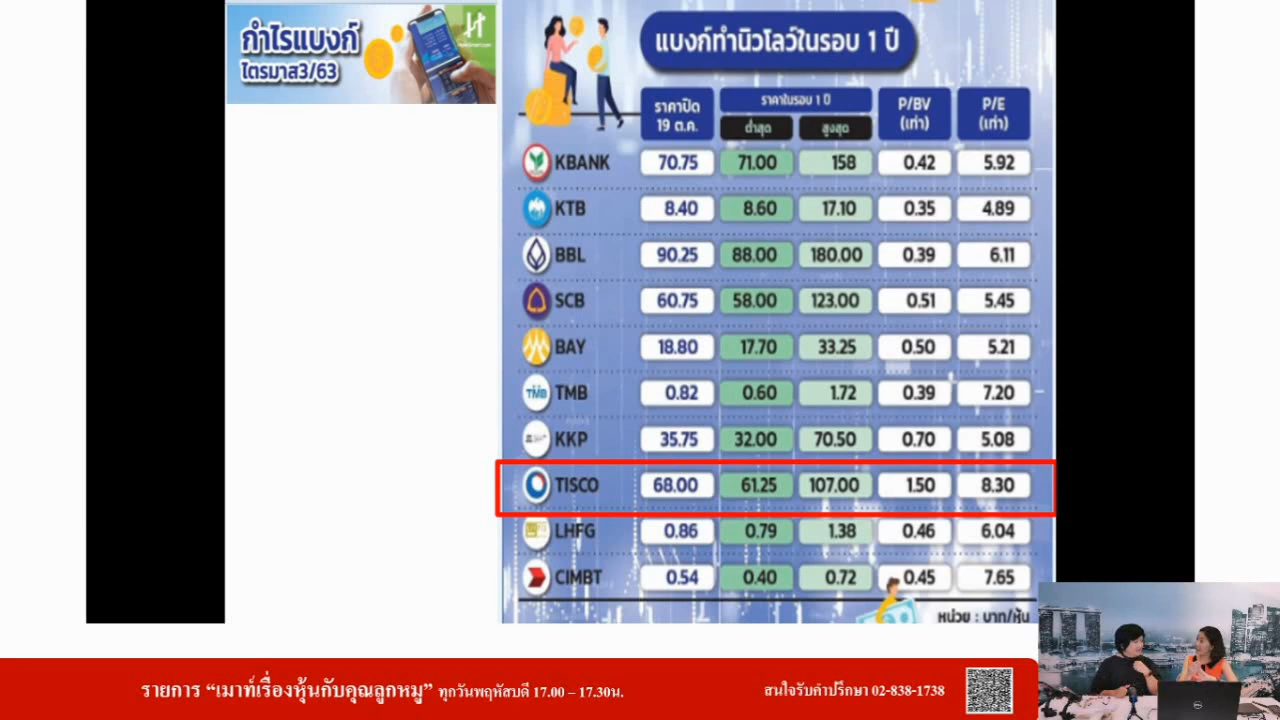 กำไรแบงก์
ไตรมาส3/63
แบงก์ทำนิวโลว์ในรอบ 1 ปี
ราคาปิด 19 ต.ค. ราคาในรอบ 1 ปี ต่ำสุด สูงสุด P/BV (เท่า) P/E (เท่า)
KBANK 70.75 71.00 158 0.42 5.92
KTB 8.40 8.60 17.10 0.35 4.89
BBL 90.25 88.00 180.00 0.39 6.11
SCB 60.75 58.00 123.00 0.51 5.45
BAY 18.80 17.70 33.25 0.50 5.21
TMB TMB 0.82 0.60 1.72 0.39 7.20
KKP 35.75 32.00 70.50 0.70 5.08
TISCO 68.00 61.25 107.00 1.50 8.30
LHFG 0.86 0.79 1.38 0.46 6.04
CIMBT 0.54 0.40 0.72 0.45 7.65
หน่วย : บาท/หุ้น
รายการ “เมาท์เรื่องหุ้นกับคุณลูกหมู” ทุกวันพฤหัสบดี 17.00 – 17.30น.
สนใจรับคำปรึกษา 02-838-1738